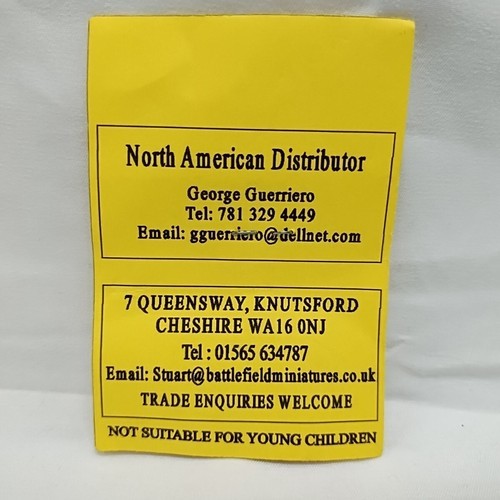 North American Distributor
George Guerriero
Tel: 781 329 4449
Email: gguerriero@dellnet.com
7 QUEENSWAY, KNUTSFORD
CHESHIRE WA16 0NJ
Tel : 01565 634787
Email: Stuart@battlefieldminiatures.co.uk
TRADE ENQUIRIES WELCOME
NOT SUITABLE FOR YOUNG CHILDREN